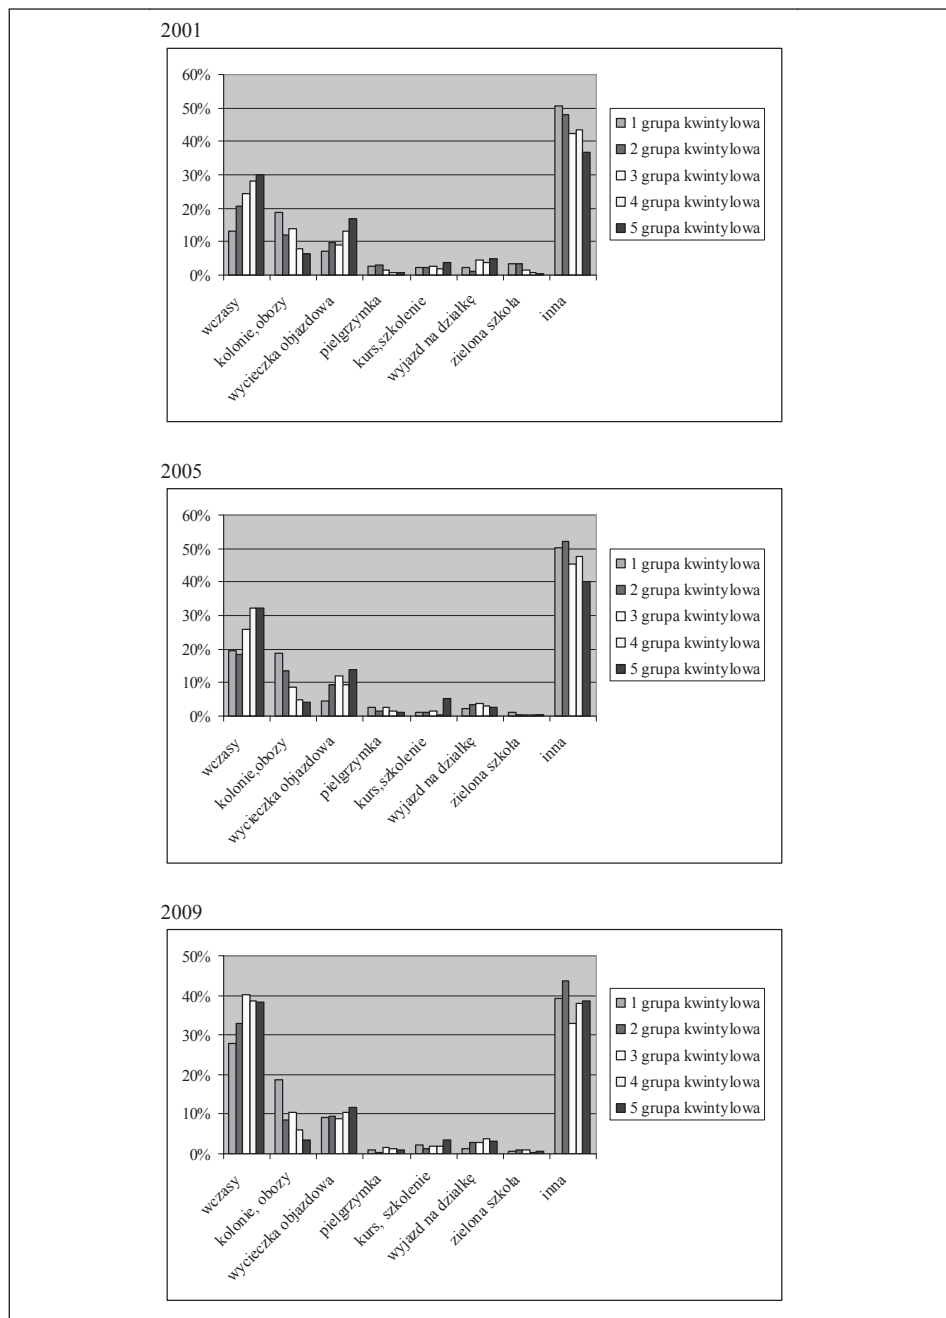 2001
60%
50%
40%
30%
20%
10%
0%
wczasy
kolonie,obozy
wycieczka objazdowa
pielgrzymka
kurs,szkolenie
wyjazd na działkę
zielona szkoła
inna
1 grupa kwintylowa
2 grupa kwintylowa
3 grupa kwintylowa
4 grupa kwintylowa
5 grupa kwintylowa
2005
60%
50%
40%
30%
20%
10%
0%
wczasy
kolonie,obozy
wycieczka objazdowa
pielgrzymka
kurs,szkolenie
wyjazd na działkę
zielona szkoła
inna
1 grupa kwintylowa
2 grupa kwintylowa
3 grupa kwintylowa
4 grupa kwintylowa
5 grupa kwintylowa
2009
50%
40%
30%
20%
10%
0%
wczasy
kolonie, obozy
wycieczka objazdowa
pielgrzymka
kurs, szkolenie
wyjazd na działkę
zielona szkoła
inna
1 grupa kwintylowa
2 grupa kwintylowa
3 grupa kwintylowa
4 grupa kwintylowa
5 grupa kwintylowa